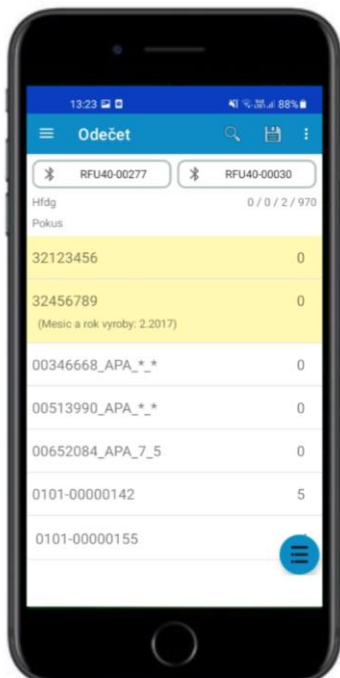 13:23 88%
Odečet
RFU40-00277 RFU40-00030
Hfdg 0 / 0 / 2 / 970
Pokus
32123456 0
32456789 0
(Mesic a rok vyroby: 2.2017)
00346668_APA_*_* 0
00513990_APA_*_* 0
00652084_APA_7_5 0
0101-00000142 5
0101-00000155